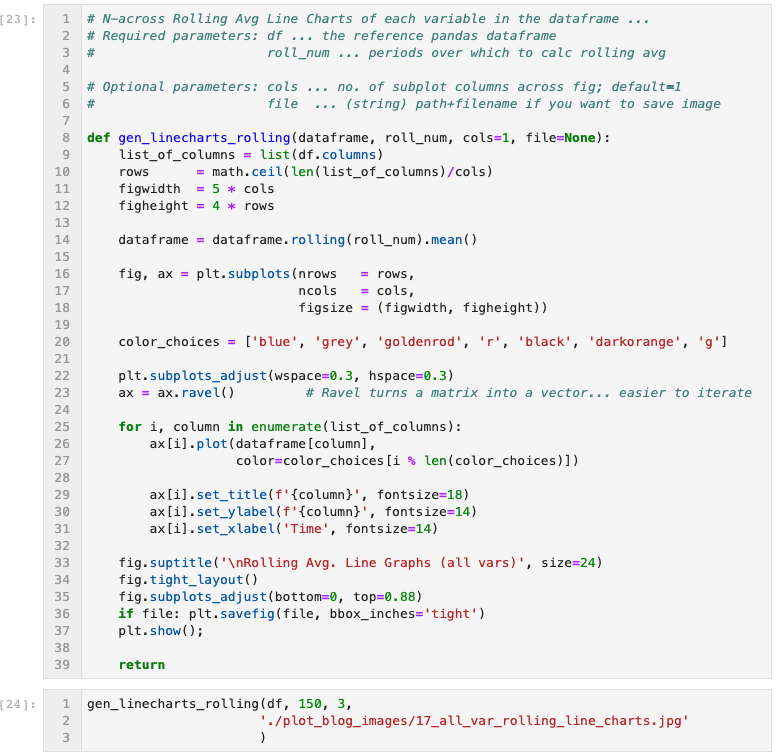 [23]:
1 # N-across Rolling Avg Line Charts of each variable in the dataframe ...
2 # Required parameters: df ... the reference pandas dataframe
3 #                      roll_num ... periods over which to calc rolling avg
4
5 # Optional parameters: cols ... no. of subplot columns across fig; default=1
6 #                      file  ... (string) path+filename if you want to save image
7
8 def gen_linecharts_rolling(dataframe, roll_num, cols=1, file=None):
9     list_of_columns = list(df.columns)
10     rows      = math.ceil(len(list_of_columns)/cols)
11     figwidth  = 5 * cols
12     figheight = 4 * rows
13
14     dataframe = dataframe.rolling(roll_num).mean()
15
16     fig, ax = plt.subplots(nrows   = rows,
17                            ncols   = cols,
18                            figsize = (figwidth, figheight))
19
20     color_choices = ['blue', 'grey', 'goldenrod', 'r', 'black', 'darkorange', 'g']
21
22     plt.subplots_adjust(wspace=0.3, hspace=0.3)
23     ax = ax.ravel()         # Ravel turns a matrix into a vector... easier to iterate
24
25     for i, column in enumerate(list_of_columns):
26         ax[i].plot(dataframe[column],
27                    color=color_choices[i % len(color_choices)])
28
29         ax[i].set_title(f'{column}', fontsize=18)
30         ax[i].set_ylabel(f'{column}', fontsize=14)
31         ax[i].set_xlabel('Time', fontsize=14)
32
33     fig.suptitle('\nRolling Avg. Line Graphs (all vars)', size=24)
34     fig.tight_layout()
35     fig.subplots_adjust(bottom=0, top=0.88)
36     if file: plt.savefig(file, bbox_inches='tight')
37     plt.show();
38
39     return
[24]:
1 gen_linecharts_rolling(df, 150, 3,
2                       './plot_blog_images/17_all_var_rolling_line_charts.jpg'
3                       )